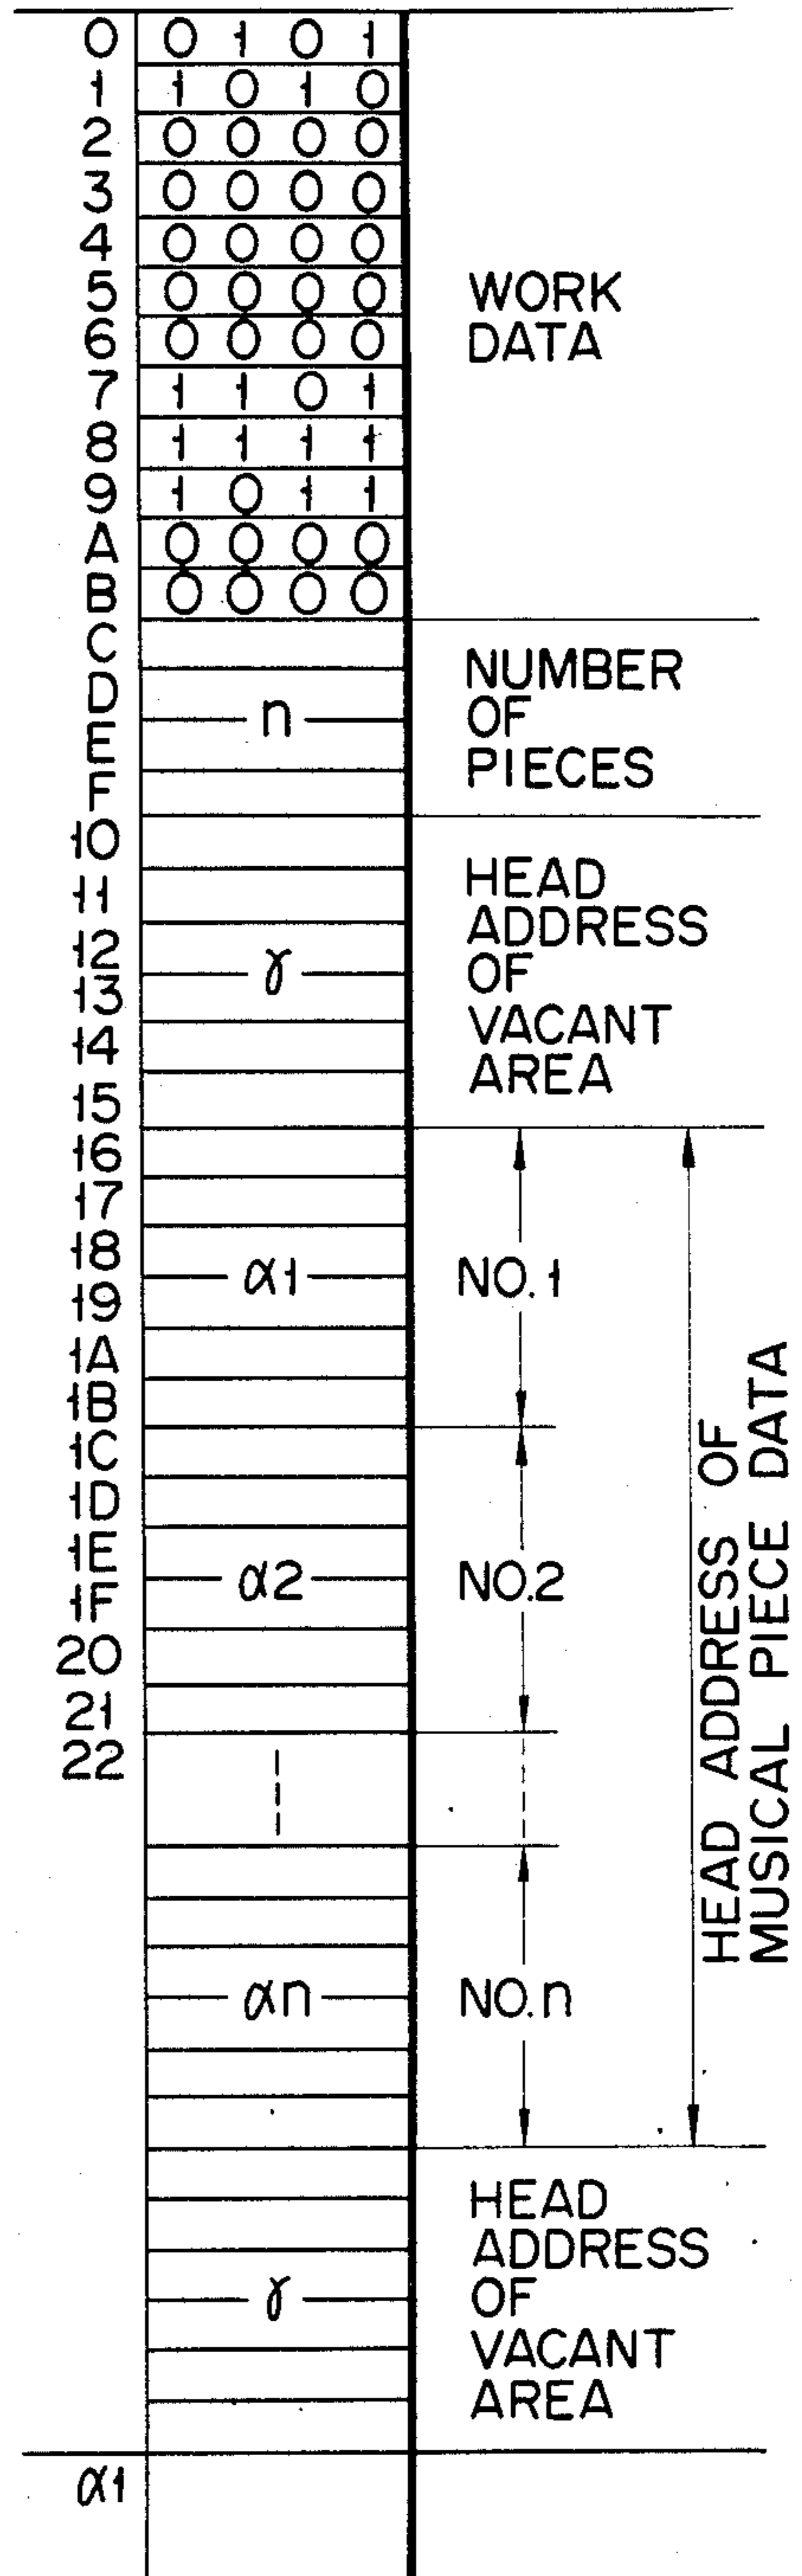 0 0 1 0 1
1 1 0 1 0
2 0 0 0 0
3 0 0 0 0
4 0 0 0 0
5 0 0 0 0
6 0 0 0 0
7 1 1 0 1
8 1 1 1 1
9 1 0 1 1
A 0 0 0 0
B 0 0 0 0
WORK
DATA
C
D
E
F
n
NUMBER
OF
PIECES
10
11
12
13
14
15
γ
HEAD
ADDRESS
OF
VACANT
AREA
16
17
18
19
1A
1B
α1
NO.1
1C
1D
1E
1F
20
21
α2
NO.2
22
αn
NO.n
HEAD ADDRESS OF
MUSICAL PIECE DATA
γ
HEAD
ADDRESS
OF
VACANT
AREA
α1